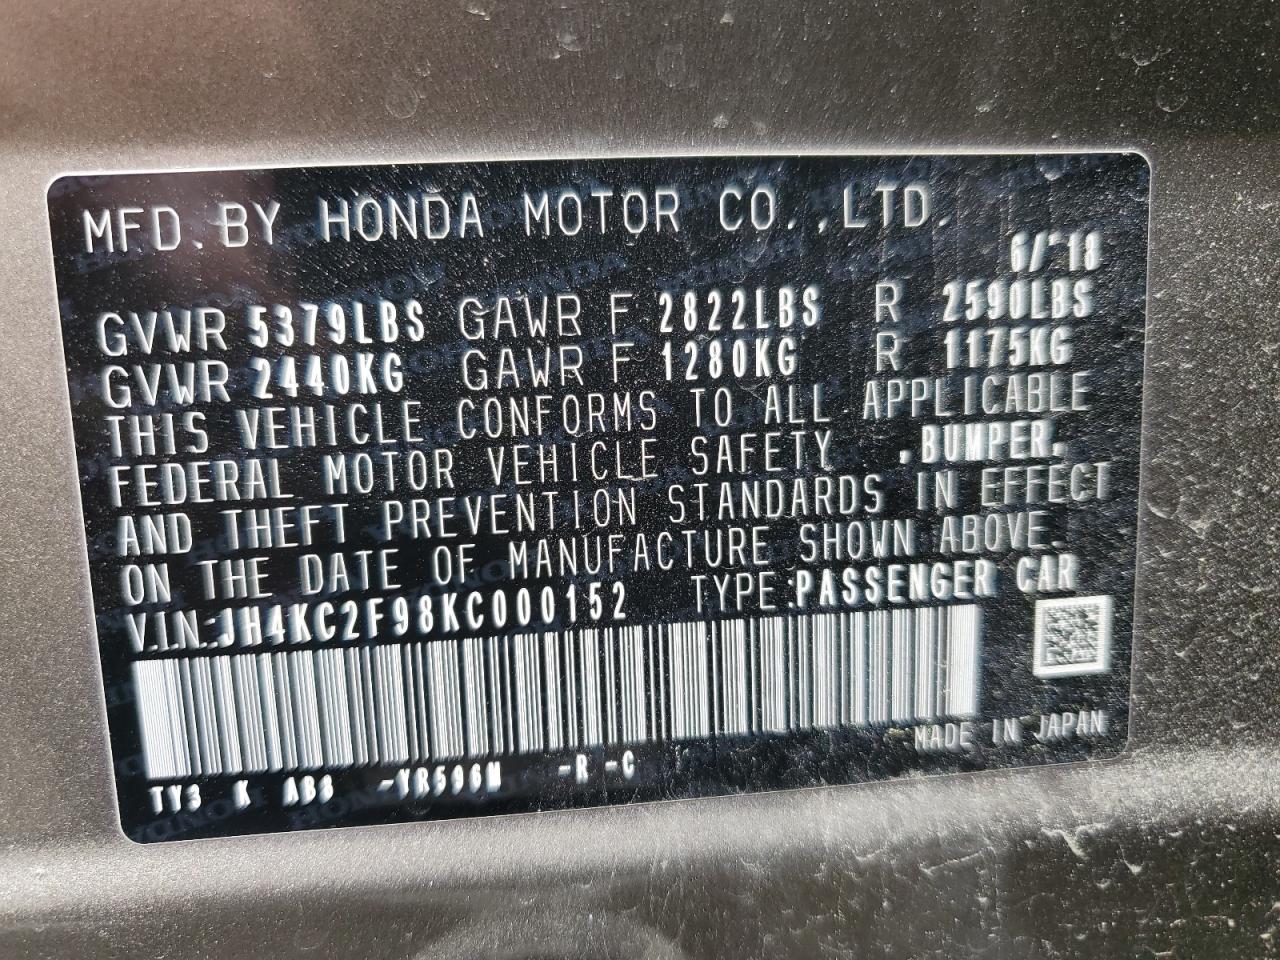 MFD. BY HONDA MOTOR CO., LTD.
6/'18
GVWR 5379LBS GAWR F 2822LBS R 2590LBS
GVWR 2440KG GAWR F 1280KG R 1175KG
THIS VEHICLE CONFORMS TO ALL APPLICABLE
FEDERAL MOTOR VEHICLE SAFETY ,BUMPER,
AND THEFT PREVENTION STANDARDS IN EFFECT
ON THE DATE OF MANUFACTURE SHOWN ABOVE.
V.I.N.:JH4KC2F98KC000152 TYPE:PASSENGER CAR
MADE IN JAPAN
TY3 K AB8 -YR596M -R -C